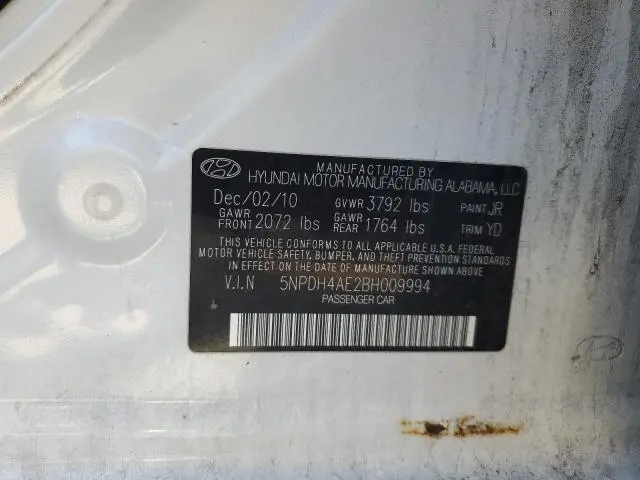 MANUFACTURED BY
HYUNDAI MOTOR MANUFACTURING ALABAMA, LLC
Dec/02/10 GVWR 3792 lbs PAINT JR
GAWR FRONT 2072 lbs GAWR REAR 1764 lbs TRIM YD
THIS VEHICLE CONFORMS TO ALL APPLICABLE U.S.A. FEDERAL
MOTOR VEHICLE SAFETY, BUMPER, AND THEFT PREVENTION
STANDARDS IN EFFECT ON THE DATE OF MANUFACTURE SHOWN ABOVE
V.I.N 5NPDH4AE2BH009994
PASSENGER CAR